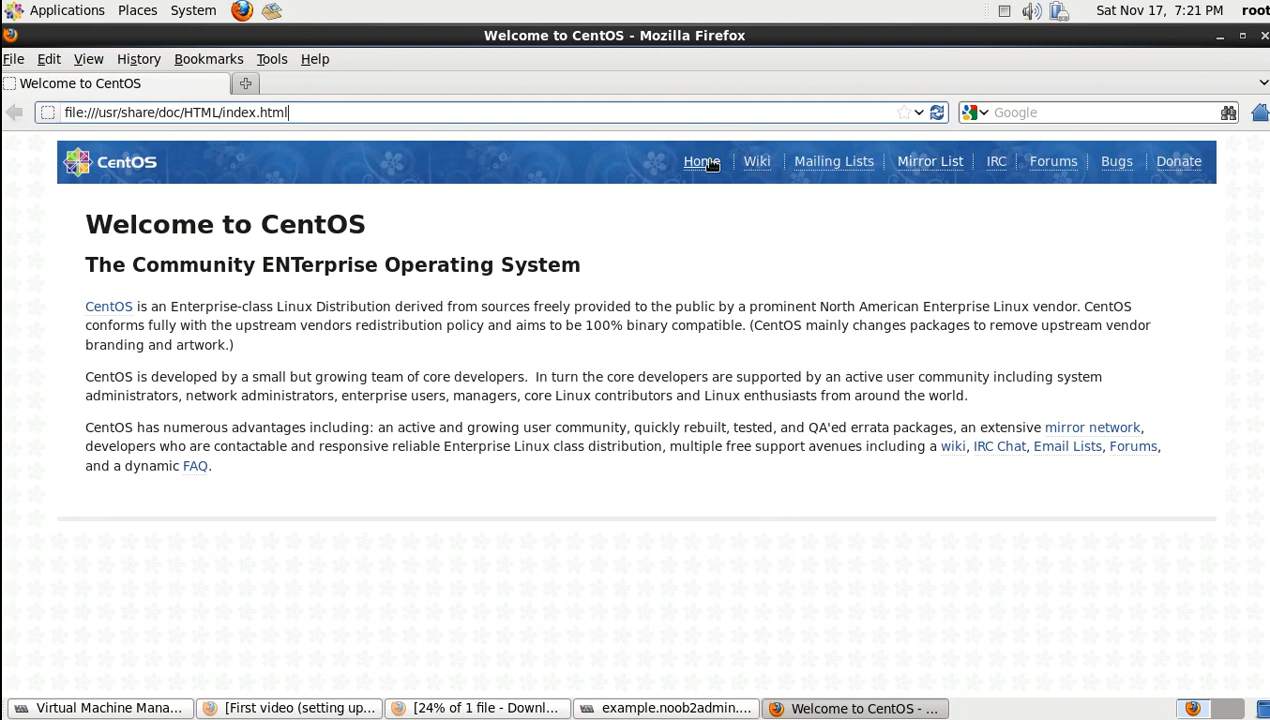 Applications Places System Sat Nov 17, 7:21 PM root
Welcome to CentOS - Mozilla Firefox
File Edit View History Bookmarks Tools Help
Welcome to CentOS
file:///usr/share/doc/HTML/index.html Google
CentOS Home Wiki Mailing Lists Mirror List IRC Forums Bugs Donate
Welcome to CentOS
The Community ENTerprise Operating System
CentOS is an Enterprise-class Linux Distribution derived from sources freely provided to the public by a prominent North American Enterprise Linux vendor. CentOS
conforms fully with the upstream vendors redistribution policy and aims to be 100% binary compatible. (CentOS mainly changes packages to remove upstream vendor
branding and artwork.)
CentOS is developed by a small but growing team of core developers. In turn the core developers are supported by an active user community including system
administrators, network administrators, enterprise users, managers, core Linux contributors and Linux enthusiasts from around the world.
CentOS has numerous advantages including: an active and growing user community, quickly rebuilt, tested, and QA'ed errata packages, an extensive mirror network,
developers who are contactable and responsive reliable Enterprise Linux class distribution, multiple free support avenues including a wiki, IRC Chat, Email Lists, Forums,
and a dynamic FAQ.
Virtual Machine Mana... [First video (setting up... [24% of 1 file - Downl... example.noob2admin.... Welcome to CentOS - ...